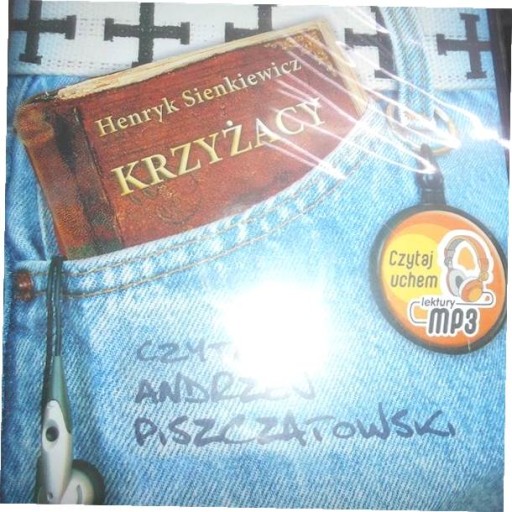 Henryk Sienkiewicz
KRZYŻACY
Czytaj
uchem
lektury
MP3
ANDRZEJ
PISZCZATOWSKI